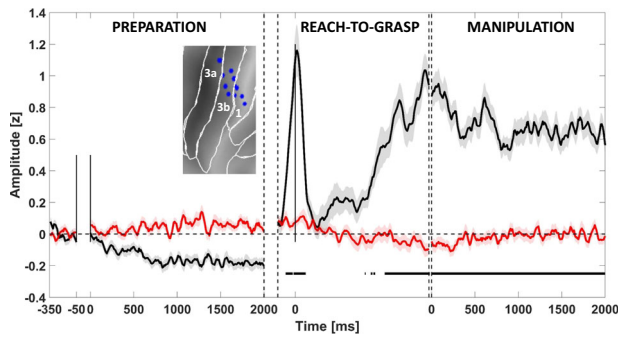 PREPARATION REACH-TO-GRASP MANIPULATION
1.4
1.2
1
0.8
0.6
0.4
0.2
0
-0.2
-0.4
Amplitude [z]
3a
3b
1
-350 -50 0 500 1000 1500 2000 0 0 500 1000 1500 2000
Time [ms]